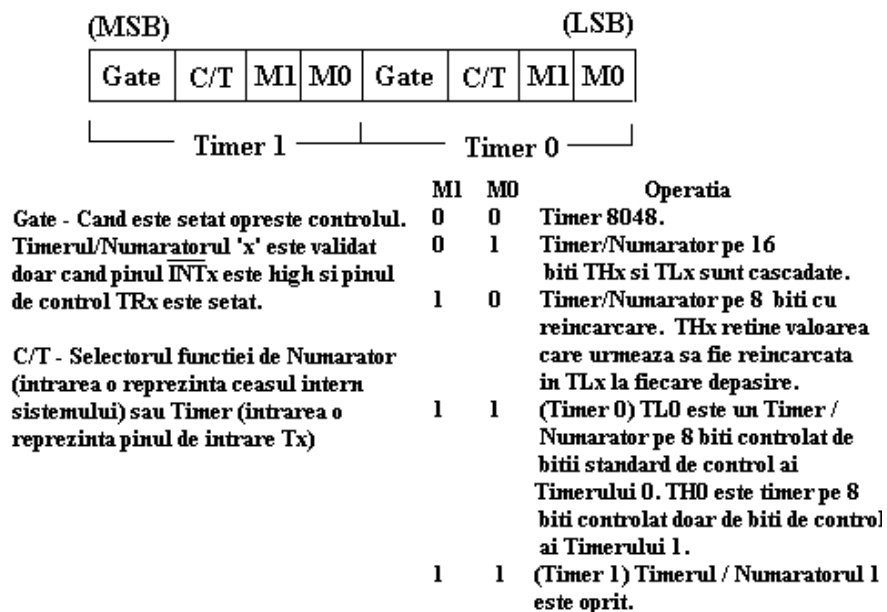 (MSB) (LSB)
Gate C/T M1 M0 Gate C/T M1 M0
Timer 1 Timer 0
M1 M0 Operatia
Gate - Cand este setat opreste controlul.
Timerul/Numaratorul 'x' este validat
doar cand pinul INTx este high si pinul
de control TRx este setat.
C/T - Selectorul functiei de Numarator
(intrarea o reprezinta ceasul intern
sistemului) sau Timer (intrarea o
reprezinta pinul de intrare Tx)
0 0 Timer 8048.
0 1 Timer/Numarator pe 16
biti THx si TLx sunt cascadate.
1 0 Timer/Numarator pe 8 biti cu
reincarcare. THx retine valoarea
care urmeaza sa fie reincarcata
in TLx la fiecare depasire.
1 1 (Timer 0) TL0 este un Timer /
Numarator pe 8 biti controlat de
bitii standard de control ai
Timerului 0. TH0 este timer pe 8
biti controlat doar de biti de control
ai Timerului 1.
1 1 (Timer 1) Timerul / Numaratorul 1
este oprit.